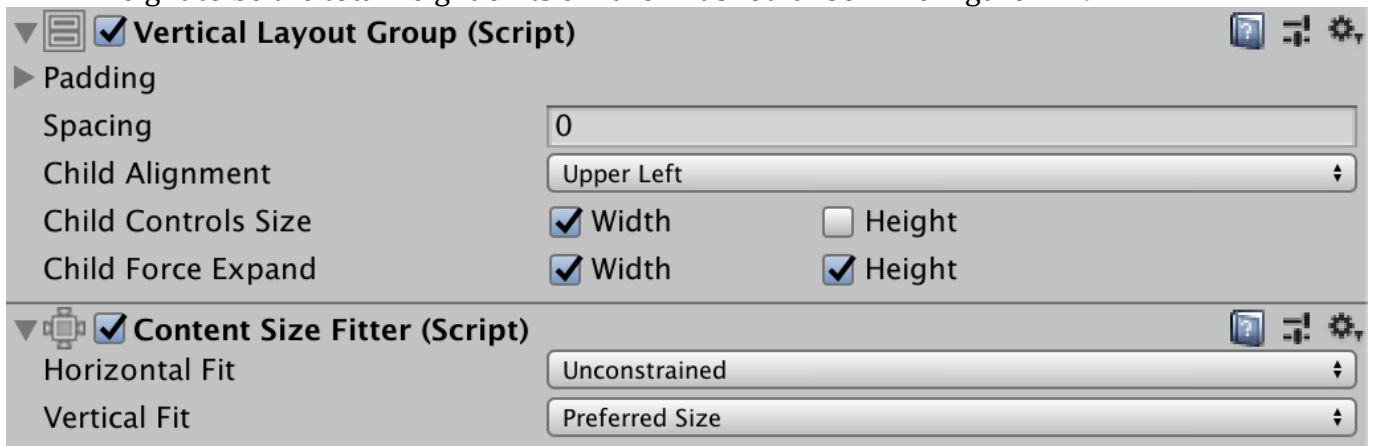 Vertical Layout Group (Script)
Padding
Spacing 0
Child Alignment Upper Left
Child Controls Size Width Height
Child Force Expand Width Height
Content Size Fitter (Script)
Horizontal Fit Unconstrained
Vertical Fit Preferred Size